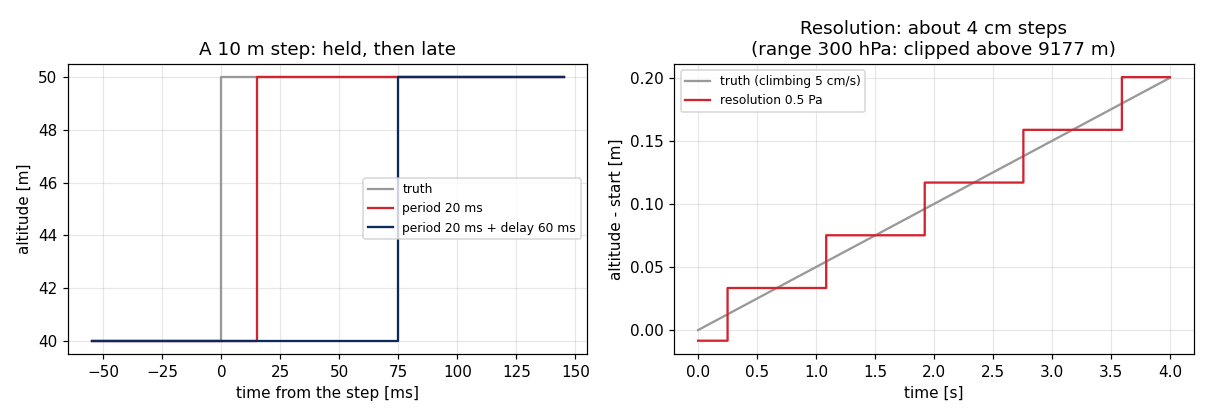 A 10 m step: held, then late
altitude [m]
50
48
46
44
42
40
truth
period 20 ms
period 20 ms + delay 60 ms
−50
−25
0
25
50
75
100
125
150
time from the step [ms]
Resolution: about 4 cm steps
(range 300 hPa: clipped above 9177 m)
altitude - start [m]
0.20
0.15
0.10
0.05
0.00
truth (climbing 5 cm/s)
resolution 0.5 Pa
0.0
0.5
1.0
1.5
2.0
2.5
3.0
3.5
4.0
time [s]